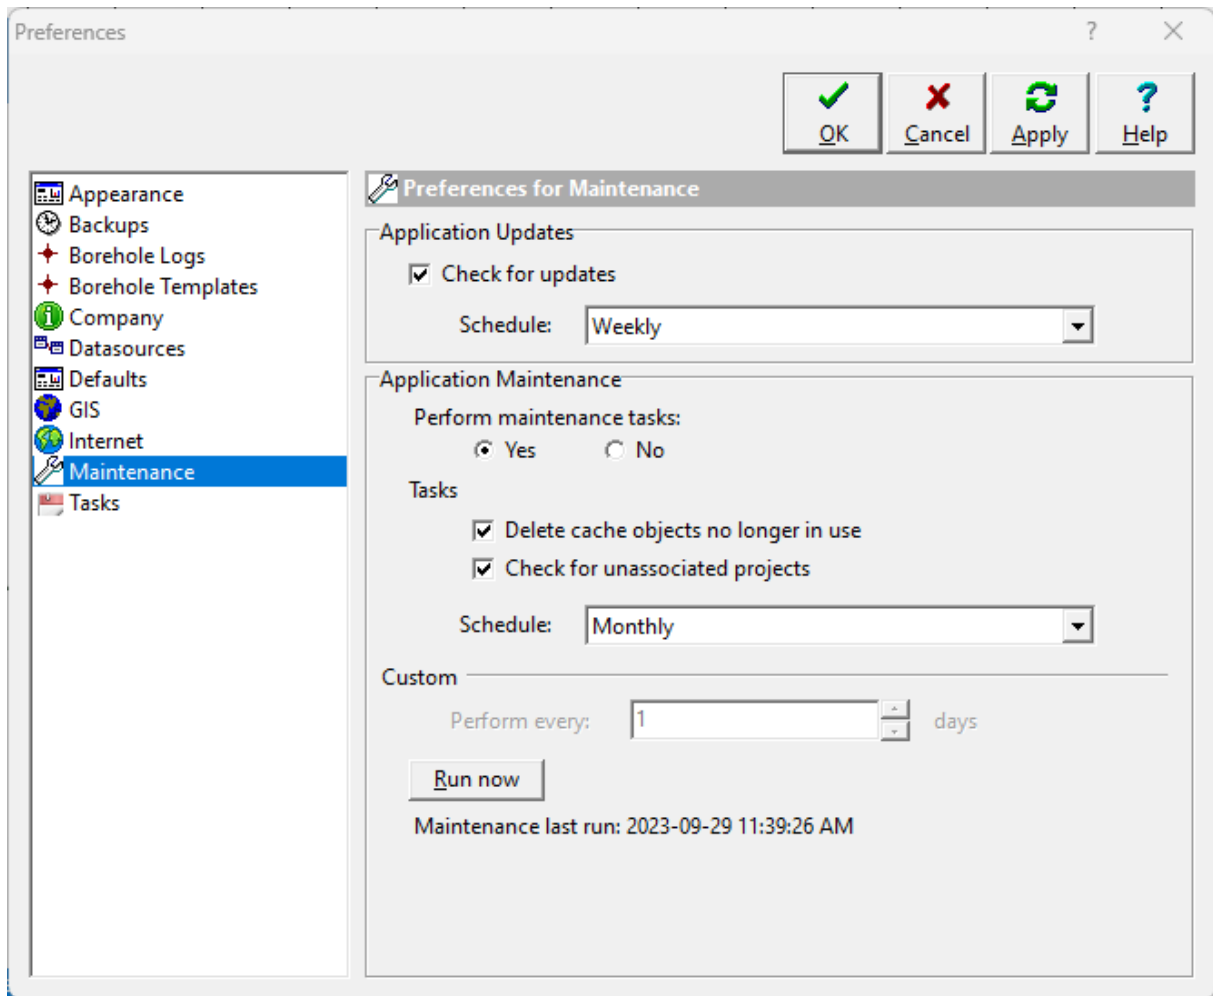 Preferences ?
OK Cancel Apply Help
Appearance
Backups
Borehole Logs
Borehole Templates
Company
Datasources
Defaults
GIS
Internet
Maintenance
Tasks
Preferences for Maintenance
Application Updates
Check for updates
Schedule: Weekly
Application Maintenance
Perform maintenance tasks:
Yes No
Tasks
Delete cache objects no longer in use
Check for unassociated projects
Schedule: Monthly
Custom
Perform every: 1 days
Run now
Maintenance last run: 2023-09-29 11:39:26 AM